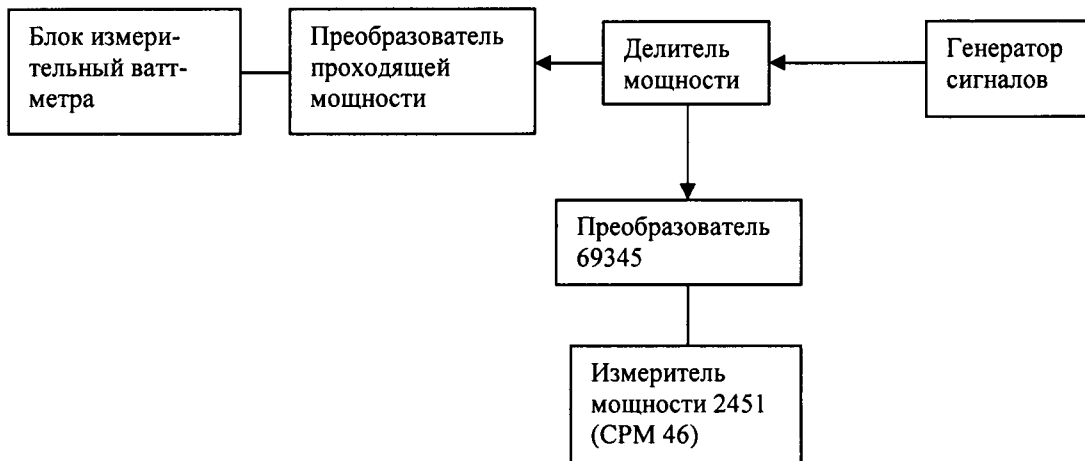 Блок измери-
тельный ватт-
метра
Преобразователь
проходящей
мощности
Делитель
мощности
Генератор
сигналов
Преобразователь
69345
Измеритель
мощности 2451
(СРМ 46)